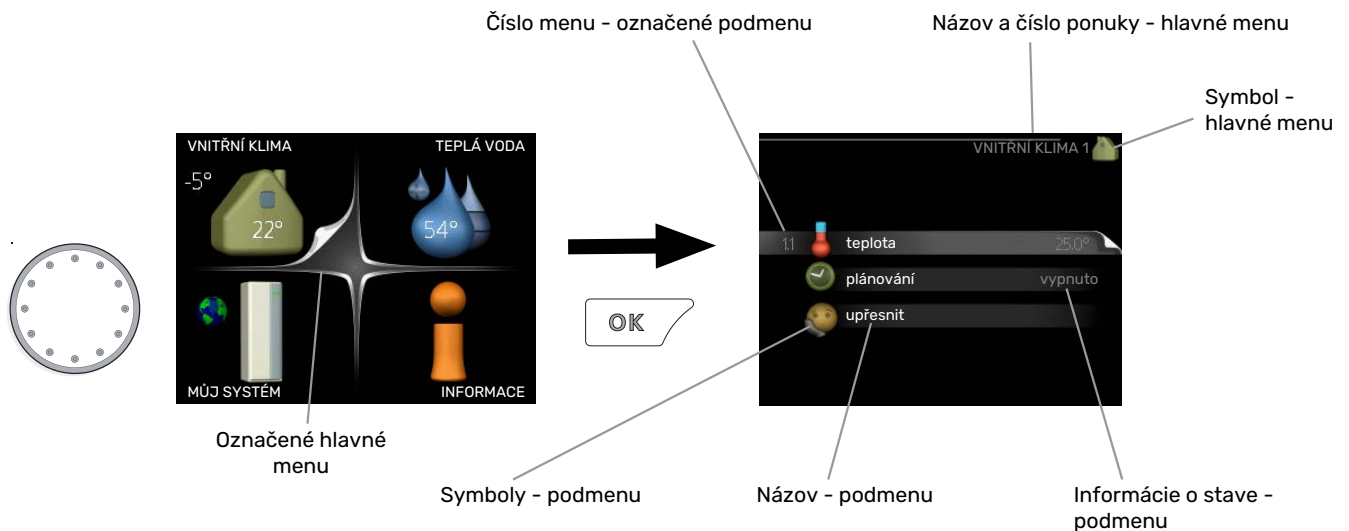 Číslo menu - označené podmenu
Názov a číslo ponuky - hlavné menu
Symbol -
hlavné menu
VNITŘNÍ KLIMA
TEPLÁ VODA
-5°
22°
54°
MŮJ SYSTÉM
INFORMACE
OK
VNITŘNÍ KLIMA 1
1.1
teplota
25.0°
plánování
vypnuto
upřesnit
Označené hlavné
menu
Symboly - podmenu
Názov - podmenu
Informácie o stave -
podmenu